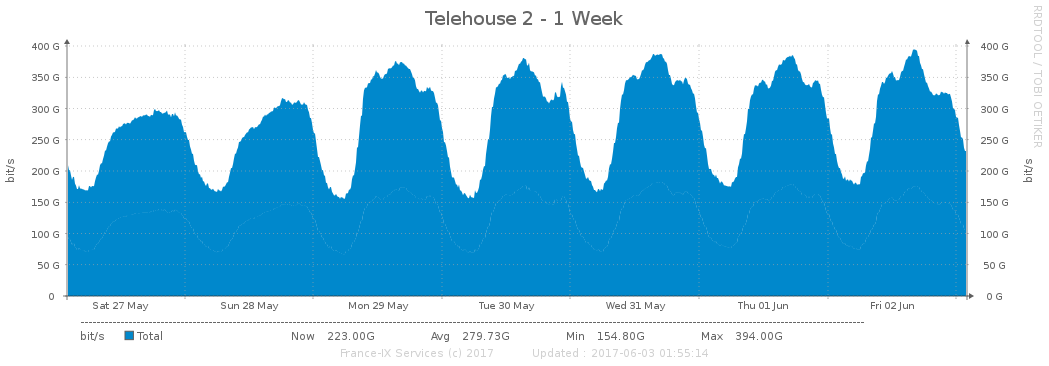 Telehouse 2 - 1 Week
RRDTOOL / TOBI OETIKER
bit/s
bit/s
400 G 400 G
350 G 350 G
300 G 300 G
250 G 250 G
200 G 200 G
150 G 150 G
100 G 100 G
50 G 50 G
0 0 G
Sat 27 May Sun 28 May Mon 29 May Tue 30 May Wed 31 May Thu 01 Jun Fri 02 Jun
bit/s Total Now 223.00G Avg 279.73G Min 154.80G Max 394.00G
France-IX Services (c) 2017 Updated : 2017-06-03 01:55:14